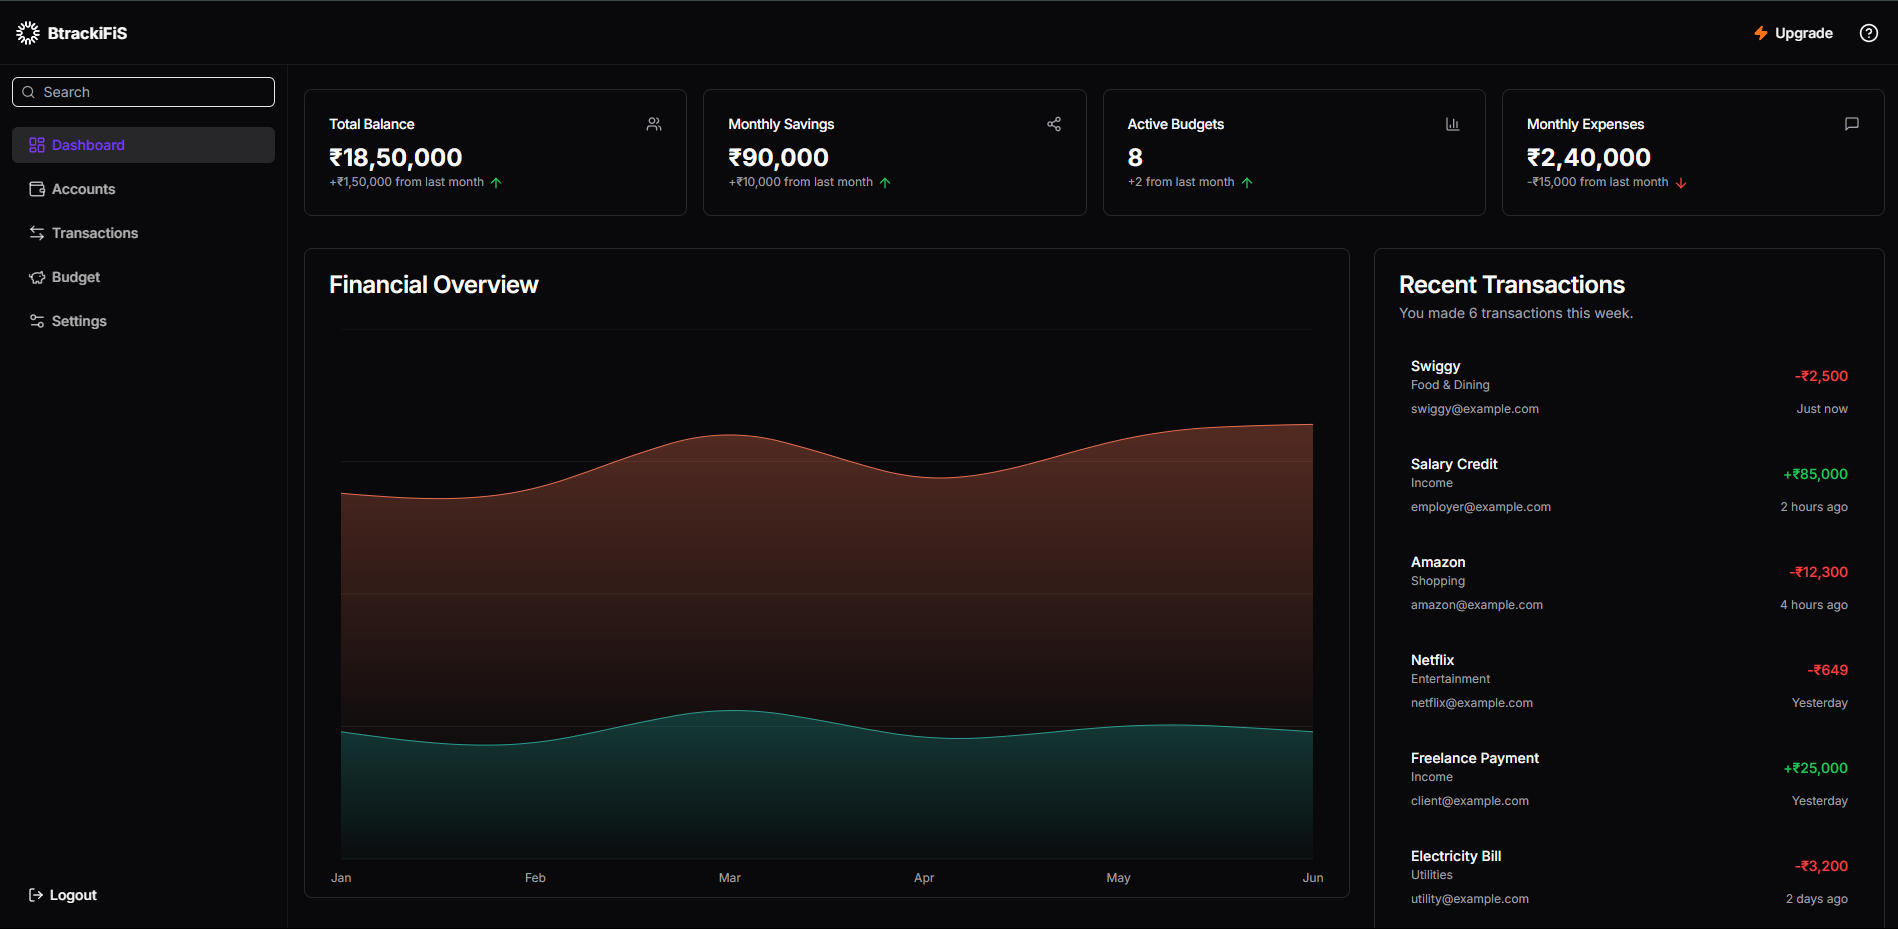 BtrackiFiS
Upgrade
Search
Dashboard
Accounts
Transactions
Budget
Settings
Logout
Total Balance
₹18,50,000
+₹1,50,000 from last month
Monthly Savings
₹90,000
+₹10,000 from last month
Active Budgets
8
+2 from last month
Monthly Expenses
₹2,40,000
-₹15,000 from last month
Financial Overview
Jan Feb Mar Apr May Jun
Recent Transactions
You made 6 transactions this week.
Swiggy
Food & Dining
-₹2,500
swiggy@example.com Just now
Salary Credit
Income
+₹85,000
employer@example.com 2 hours ago
Amazon
Shopping
-₹12,300
amazon@example.com 4 hours ago
Netflix
Entertainment
-₹649
netflix@example.com Yesterday
Freelance Payment
Income
+₹25,000
client@example.com Yesterday
Electricity Bill
Utilities
-₹3,200
utility@example.com 2 days ago